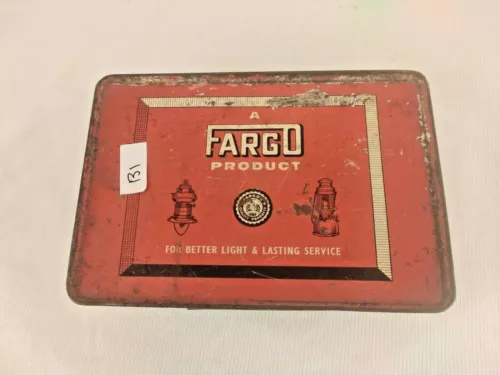 A
FARGO
PRODUCT
131
FOR BETTER LIGHT & LASTING SERVICE